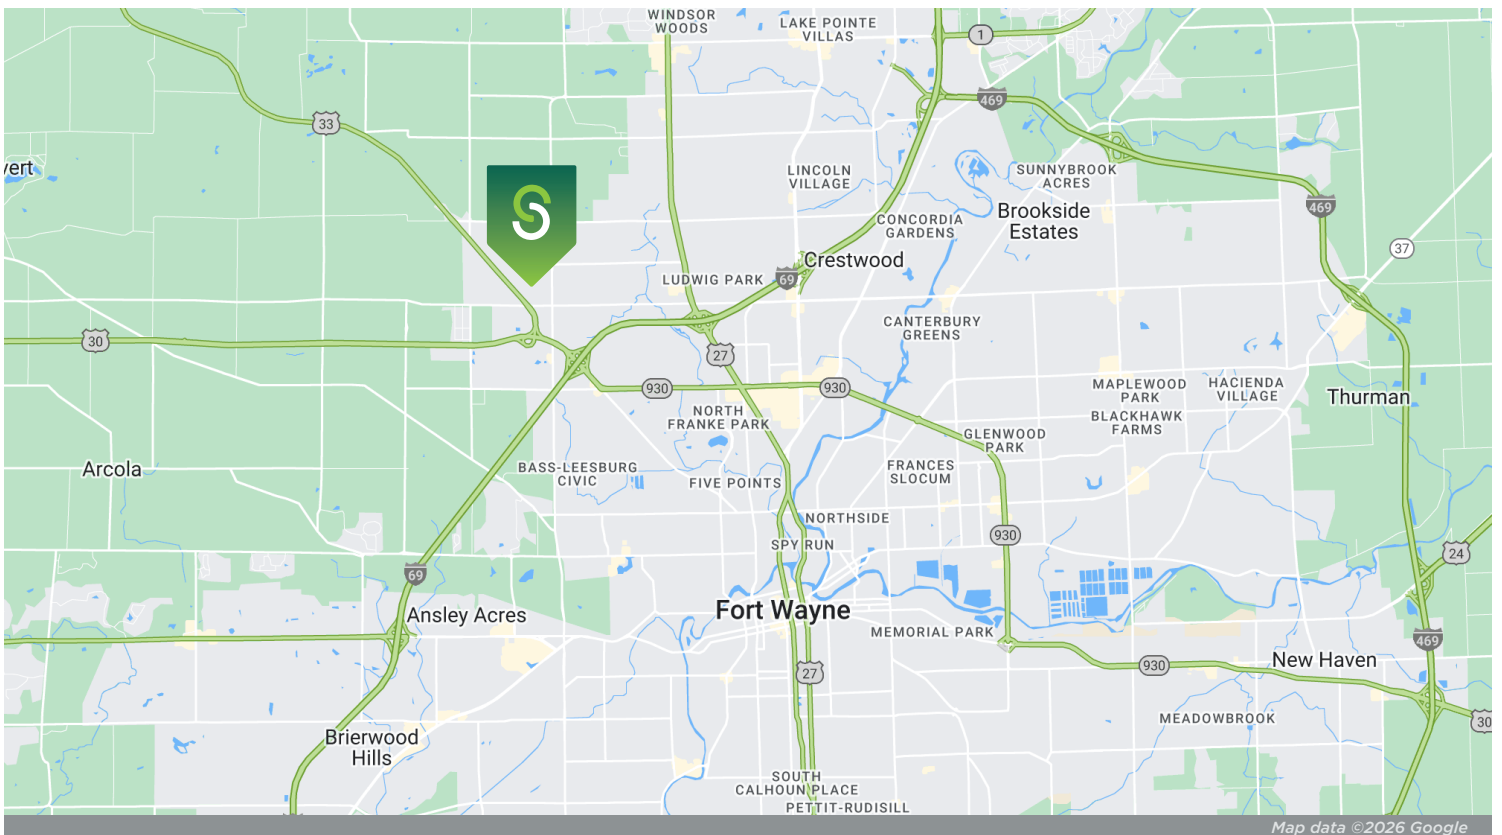 WINDSOR
WOODS
LAKE POINTE
VILLAS
1
469
33
vert
LINCOLN
VILLAGE
SUNNYBROOK
ACRES
469
Brookside
Estates
CONCORDIA
GARDENS
37
Crestwood
LUDWIG PARK
69
CANTERBURY
GREENS
30
27
930
930
MAPLEWOOD
PARK
HACIENDA
VILLAGE
Thurman
NORTH
FRANKE PARK
BLACKHAWK
FARMS
GLENWOOD
PARK
Arcola
BASS-LEESBURG
CIVIC
FIVE POINTS
FRANCES
SLOCUM
NORTHSIDE
930
SPY RUN
24
69
Fort Wayne
Ansley Acres
MEMORIAL PARK
469
New Haven
930
27
MEADOWBROOK
30
Brierwood
Hills
SOUTH
CALHOUN PLACE
PETTIT-RUDISILL
Map data ©2026 Google